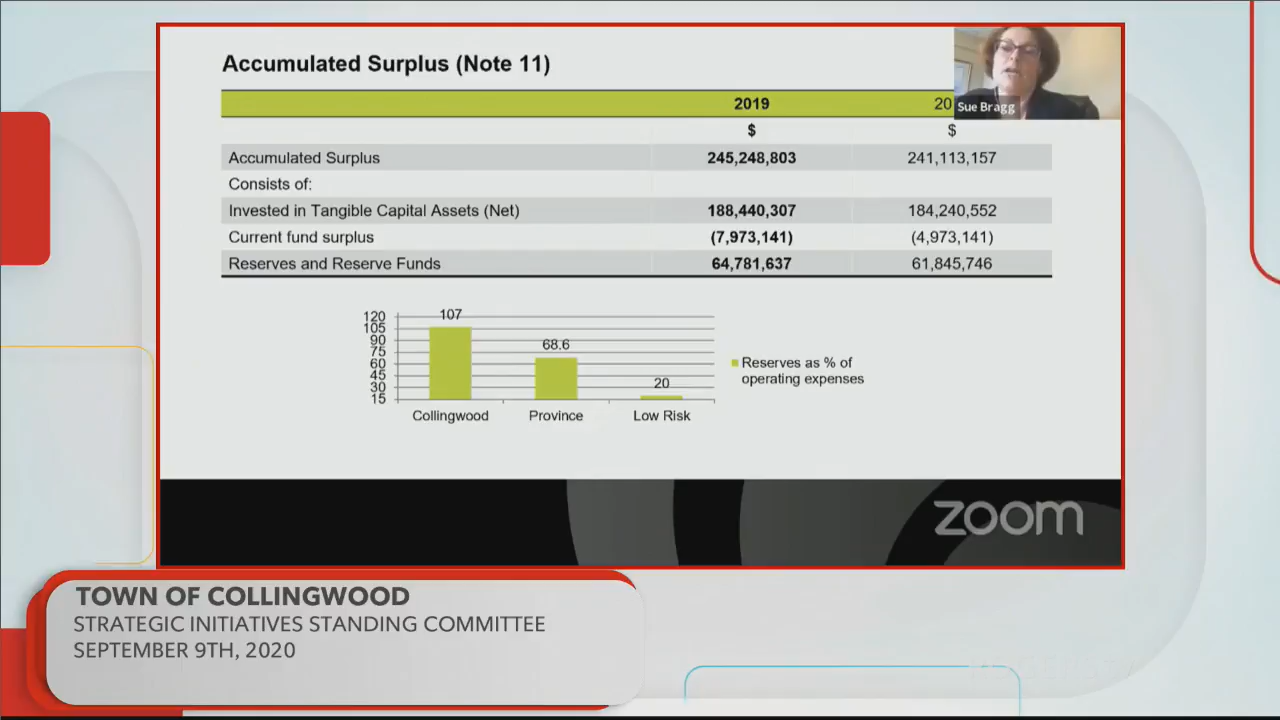 Accumulated Surplus (Note 11)
2019 20
$ $
Accumulated Surplus 245,248,803 241,113,157
Consists of:
Invested in Tangible Capital Assets (Net) 188,440,307 184,240,552
Current fund surplus (7,973,141) (4,973,141)
Reserves and Reserve Funds 64,781,637 61,845,746
Sue Bragg
120
105
90
75
60
45
30
15
107
68.6
20
Collingwood Province Low Risk
Reserves as % of
operating expenses
zoom
TOWN OF COLLINGWOOD
STRATEGIC INITIATIVES STANDING COMMITTEE
SEPTEMBER 9TH, 2020